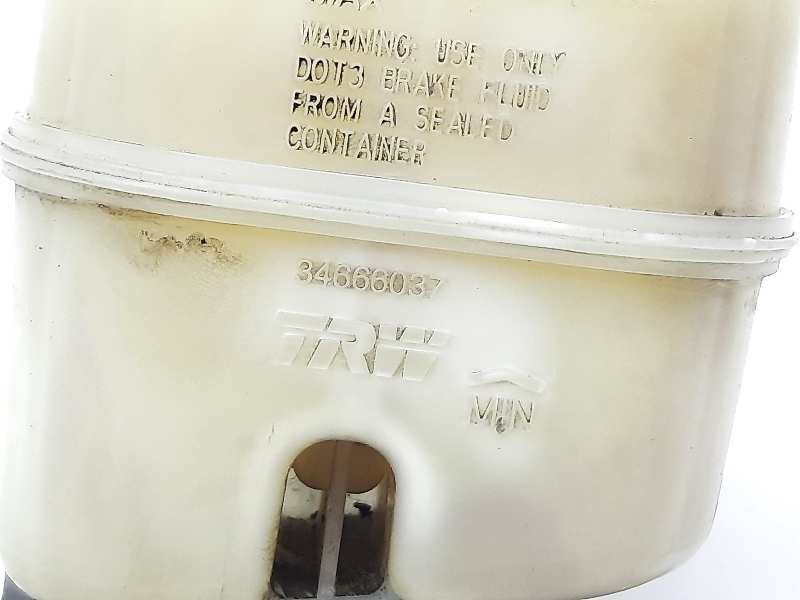 WARNING: USE ONLY
DOT3 BRAKE FLUID
FROM A SEALED
CONTAINER
34666037
TRW
MIN